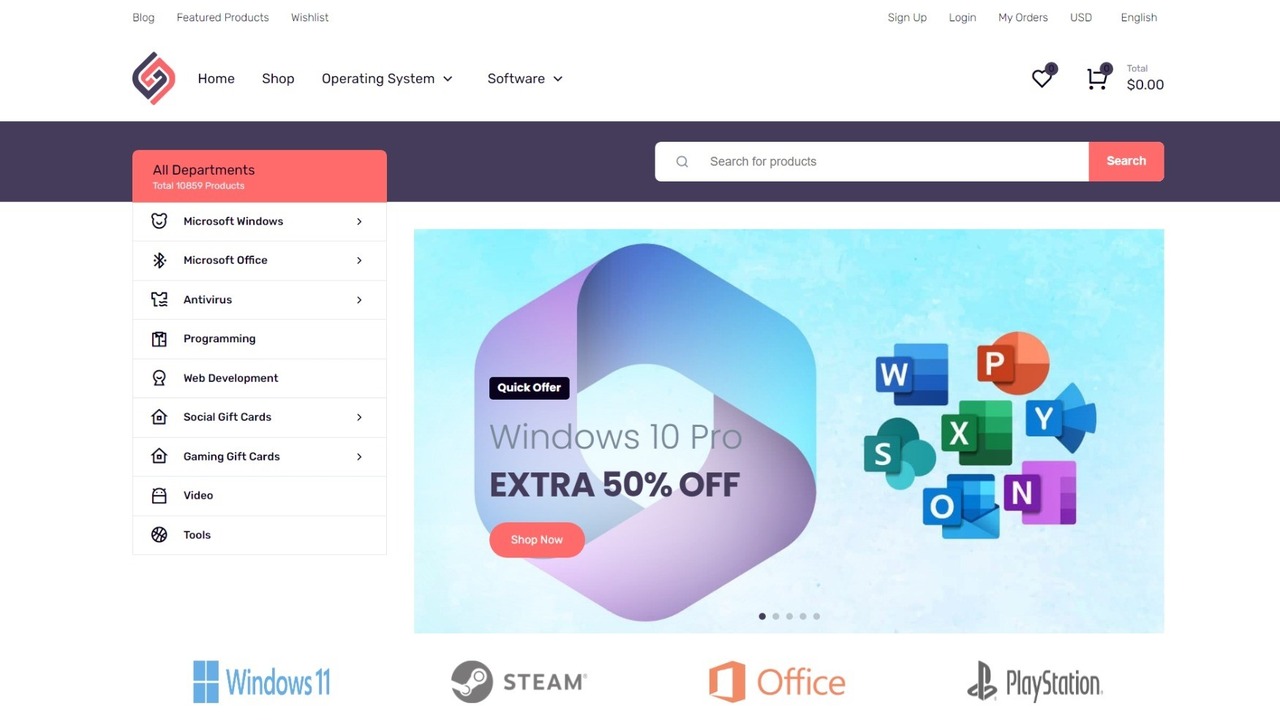 Blog Featured Products Wishlist
Sign Up Login My Orders USD English
Home Shop Operating System Software
0 0 Total
$0.00
All Departments
Total 10859 Products
Search for products Search
Microsoft Windows
Microsoft Office
Antivirus
Programming
Web Development
Social Gift Cards
Gaming Gift Cards
Video
Tools
Quick Offer
Windows 10 Pro
EXTRA 50% OFF
Shop Now
W P
X Y
S
O N
Windows 11 STEAM® Office PlayStation®